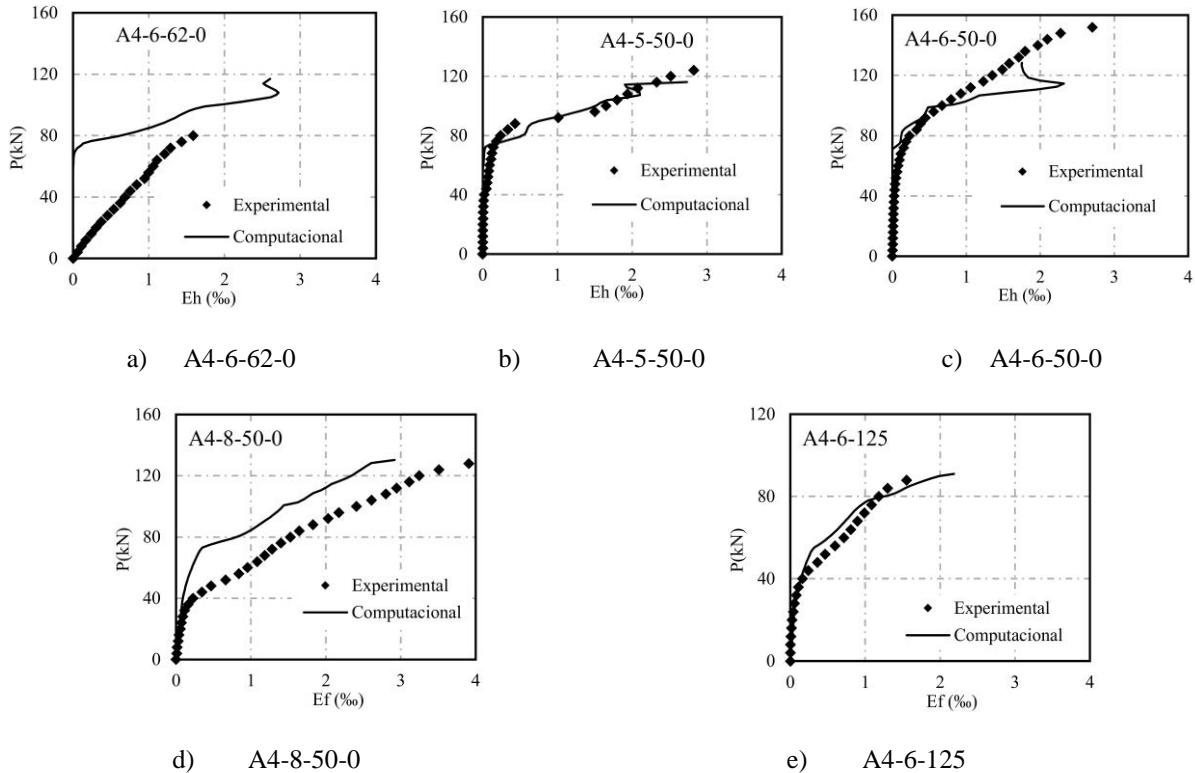 160
A4-6-62-0
120
P(kN)
80
40
Experimental
Computacional
0
0 1 2 3 4
Eh (‰)
a) A4-6-62-0
160
A4-5-50-0
120
P(kN)
80
40
Experimental
Computacional
0
0 1 2 3 4
Eh (‰)
b) A4-5-50-0
160
A4-6-50-0
120
P(kN)
80
40
Experimental
Computacional
0
0 1 2 3 4
Eh (‰)
c) A4-6-50-0
160
A4-8-50-0
120
P(kN)
80
40
Experimental
Computacional
0
0 1 2 3 4
Ef (‰)
d) A4-8-50-0
120
A4-6-125
80
P(kN)
40
Experimental
Computacional
0
0 1 2 3 4
Ef (‰)
e) A4-6-125